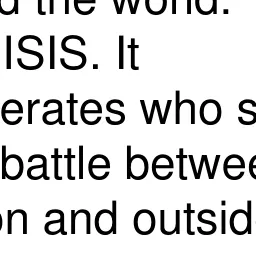 d the world.
ISIS. It
erates who s
battle betwee
on and outsid